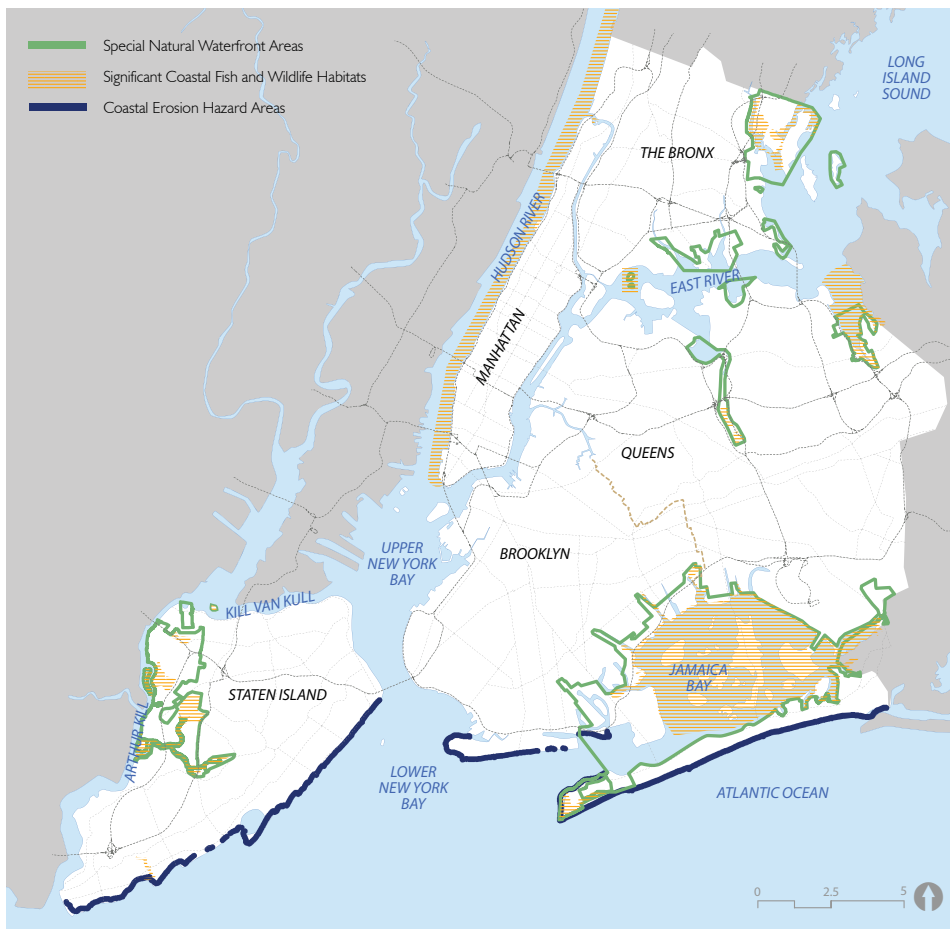 Special Natural Waterfront Areas
Significant Coastal Fish and Wildlife Habitats
Coastal Erosion Hazard Areas
LONG
ISLAND
SOUND
THE BRONX
HUDSON RIVER
EAST RIVER
MANHATTAN
QUEENS
UPPER
NEW YORK
BAY
BROOKLYN
KILL VAN KULL
JAMAICA
BAY
STATEN ISLAND
ARTHUR KILL
LOWER
NEW YORK
BAY
ATLANTIC OCEAN
0 2.5 5